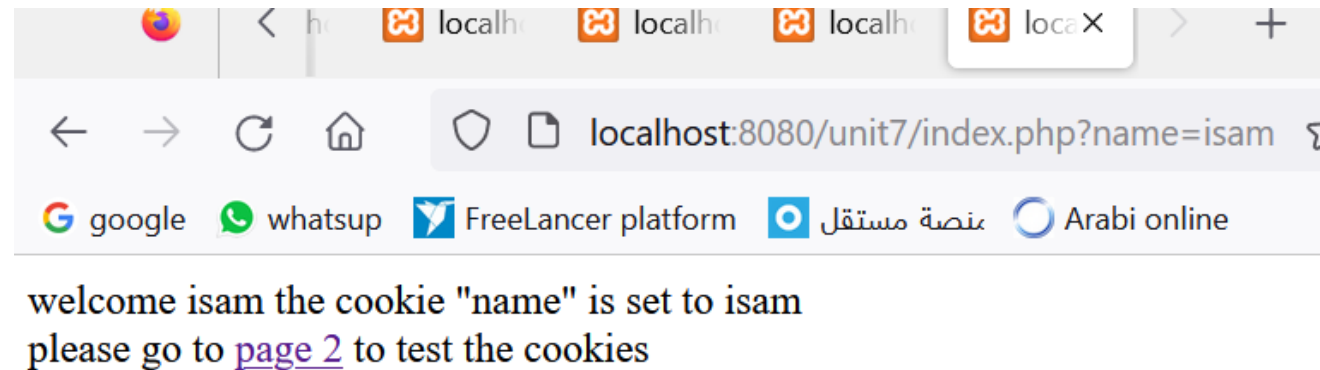 localh localh localh loca
localhost:8080/unit7/index.php?name=isam
google whatsup FreeLancer platform منصة مستقل Arabi online
welcome isam the cookie "name" is set to isam
please go to page 2 to test the cookies